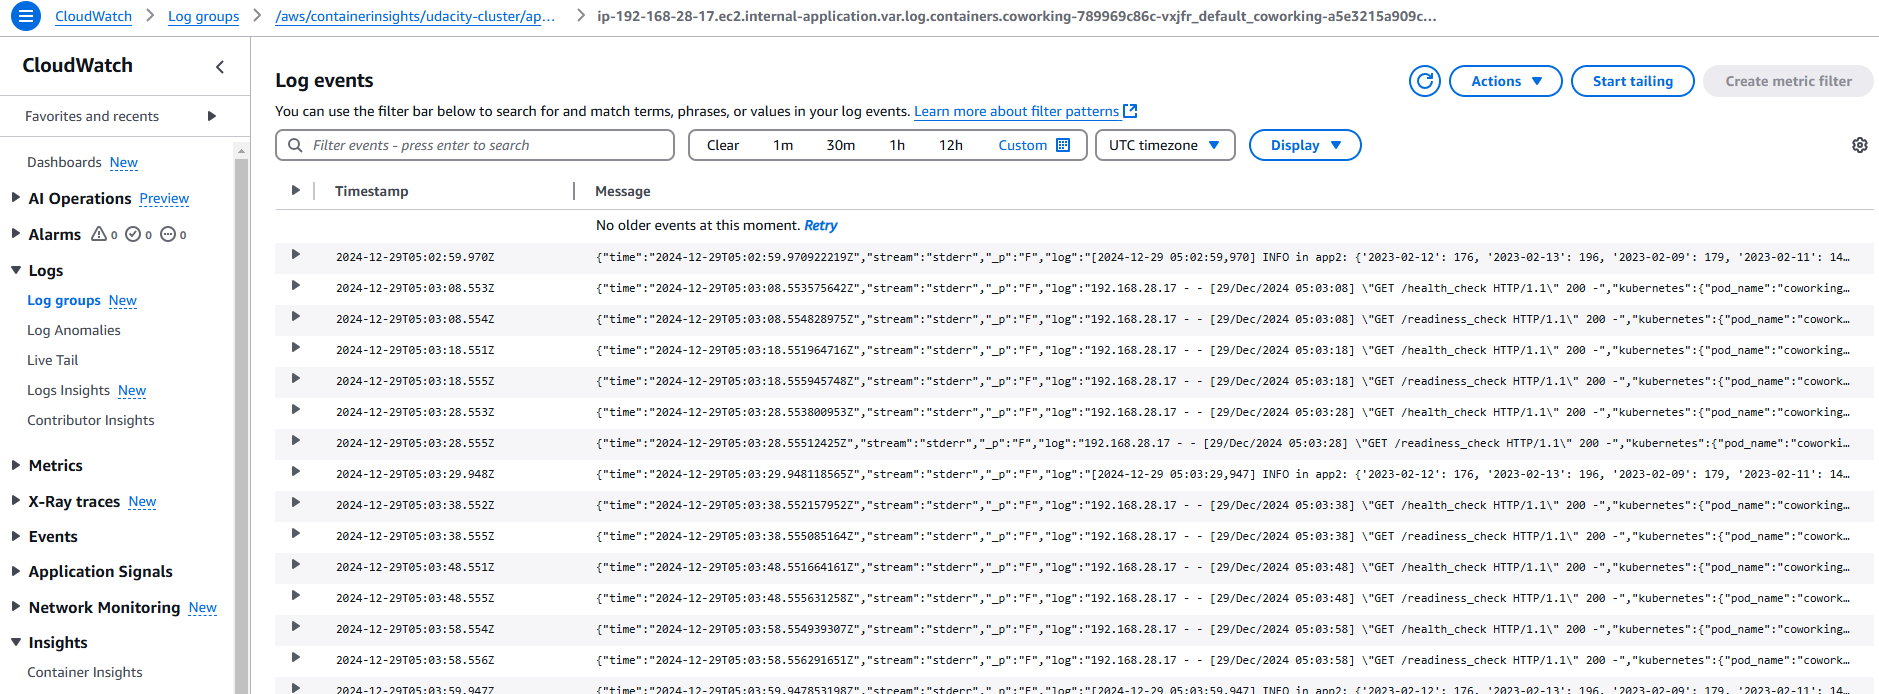 CloudWatch > Log groups > /aws/containerinsights/udacity-cluster/ap... > ip-192-168-28-17.ec2.internal-application.var.log.containers.coworking-789969c86c-vxjfr_default_coworking-a5e3215a909c...
CloudWatch
Favorites and recents
Dashboards New
AI Operations Preview
Alarms 0 0 0
Logs
Log groups New
Log Anomalies
Live Tail
Logs Insights New
Contributor Insights
Metrics
X-Ray traces New
Events
Application Signals
Network Monitoring New
Insights
Container Insights
Log events
Actions Start tailing Create metric filter
You can use the filter bar below to search for and match terms, phrases, or values in your log events. Learn more about filter patterns
Filter events - press enter to search Clear 1m 30m 1h 12h Custom UTC timezone Display
Timestamp Message
No older events at this moment. Retry
2024-12-29T05:02:59.970Z {"time":"2024-12-29T05:02:59.970922219Z","stream":"stderr","_p":"F","log":"[2024-12-29 05:02:59,970] INFO in app2: {'2023-02-12': 176, '2023-02-13': 196, '2023-02-09': 179, '2023-02-11': 14...
2024-12-29T05:03:08.553Z {"time":"2024-12-29T05:03:08.553575642Z","stream":"stderr","_p":"F","log":"192.168.28.17 - - [29/Dec/2024 05:03:08] \"GET /health_check HTTP/1.1\" 200 -","kubernetes":{"pod_name":"coworking...
2024-12-29T05:03:08.554Z {"time":"2024-12-29T05:03:08.554828975Z","stream":"stderr","_p":"F","log":"192.168.28.17 - - [29/Dec/2024 05:03:08] \"GET /readiness_check HTTP/1.1\" 200 -","kubernetes":{"pod_name":"cowork...
2024-12-29T05:03:18.551Z {"time":"2024-12-29T05:03:18.551964716Z","stream":"stderr","_p":"F","log":"192.168.28.17 - - [29/Dec/2024 05:03:18] \"GET /health_check HTTP/1.1\" 200 -","kubernetes":{"pod_name":"coworking...
2024-12-29T05:03:18.555Z {"time":"2024-12-29T05:03:18.555945748Z","stream":"stderr","_p":"F","log":"192.168.28.17 - - [29/Dec/2024 05:03:18] \"GET /readiness_check HTTP/1.1\" 200 -","kubernetes":{"pod_name":"cowork...
2024-12-29T05:03:28.553Z {"time":"2024-12-29T05:03:28.553800953Z","stream":"stderr","_p":"F","log":"192.168.28.17 - - [29/Dec/2024 05:03:28] \"GET /health_check HTTP/1.1\" 200 -","kubernetes":{"pod_name":"coworking...
2024-12-29T05:03:28.555Z {"time":"2024-12-29T05:03:28.55512425Z","stream":"stderr","_p":"F","log":"192.168.28.17 - - [29/Dec/2024 05:03:28] \"GET /readiness_check HTTP/1.1\" 200 -","kubernetes":{"pod_name":"coworki...
2024-12-29T05:03:29.948Z {"time":"2024-12-29T05:03:29.948118565Z","stream":"stderr","_p":"F","log":"[2024-12-29 05:03:29,947] INFO in app2: {'2023-02-12': 176, '2023-02-13': 196, '2023-02-09': 179, '2023-02-11': 14...
2024-12-29T05:03:38.552Z {"time":"2024-12-29T05:03:38.552157952Z","stream":"stderr","_p":"F","log":"192.168.28.17 - - [29/Dec/2024 05:03:38] \"GET /health_check HTTP/1.1\" 200 -","kubernetes":{"pod_name":"coworking...
2024-12-29T05:03:38.555Z {"time":"2024-12-29T05:03:38.555085164Z","stream":"stderr","_p":"F","log":"192.168.28.17 - - [29/Dec/2024 05:03:38] \"GET /readiness_check HTTP/1.1\" 200 -","kubernetes":{"pod_name":"cowork...
2024-12-29T05:03:48.551Z {"time":"2024-12-29T05:03:48.551664161Z","stream":"stderr","_p":"F","log":"192.168.28.17 - - [29/Dec/2024 05:03:48] \"GET /health_check HTTP/1.1\" 200 -","kubernetes":{"pod_name":"coworking...
2024-12-29T05:03:48.555Z {"time":"2024-12-29T05:03:48.555631258Z","stream":"stderr","_p":"F","log":"192.168.28.17 - - [29/Dec/2024 05:03:48] \"GET /readiness_check HTTP/1.1\" 200 -","kubernetes":{"pod_name":"cowork...
2024-12-29T05:03:58.554Z {"time":"2024-12-29T05:03:58.554939307Z","stream":"stderr","_p":"F","log":"192.168.28.17 - - [29/Dec/2024 05:03:58] \"GET /health_check HTTP/1.1\" 200 -","kubernetes":{"pod_name":"coworking...
2024-12-29T05:03:58.556Z {"time":"2024-12-29T05:03:58.556291651Z","stream":"stderr","_p":"F","log":"192.168.28.17 - - [29/Dec/2024 05:03:58] \"GET /readiness_check HTTP/1.1\" 200 -","kubernetes":{"pod_name":"cowork...
2024-12-29T05:03:59.947Z {"time":"2024-12-29T05:03:59.947853198Z","stream":"stderr","_p":"F","log":"[2024-12-29 05:03:59,947] INFO in app2: {'2023-02-12': 176, '2023-02-13': 196, '2023-02-09': 179, '2023-02-11': 14...